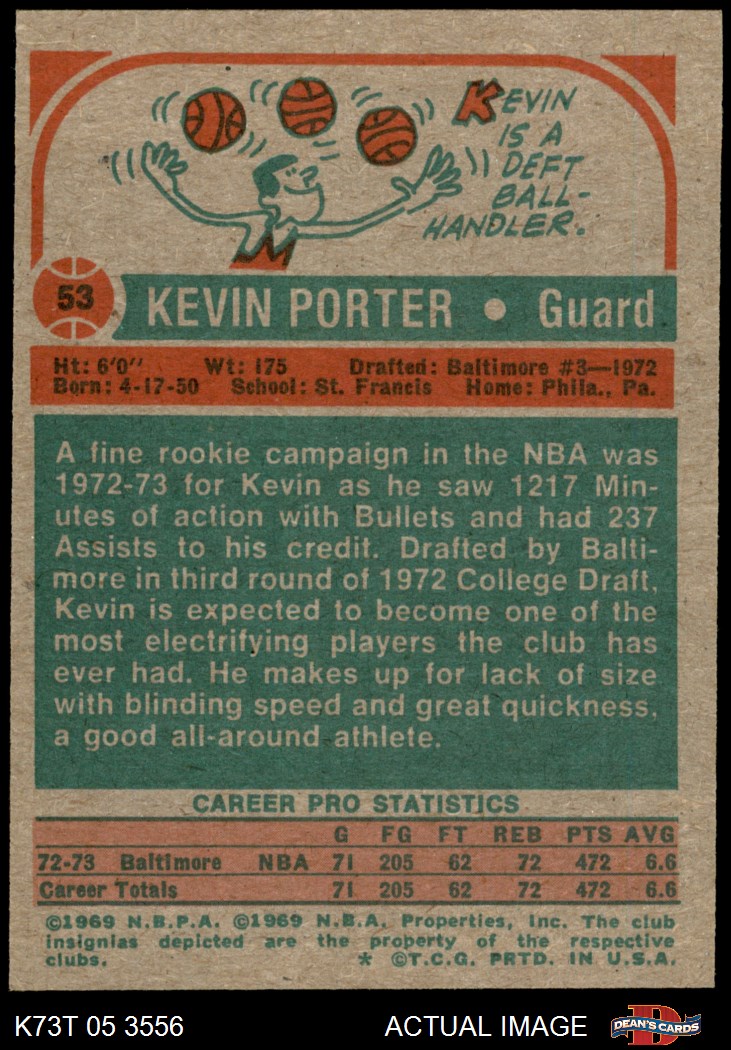 KEVIN
IS A
DEFT
BALL-
HANDLER.
53
KEVIN PORTER • Guard
Ht: 6'0" Wt: 175 Drafted: Baltimore #3—1972
Born: 4-17-50 School: St. Francis Home: Phila., Pa.
A fine rookie campaign in the NBA was
1972-73 for Kevin as he saw 1217 Min-
utes of action with Bullets and had 237
Assists to his credit. Drafted by Balti-
more in third round of 1972 College Draft,
Kevin is expected to become one of the
most electrifying players the club has
ever had. He makes up for lack of size
with blinding speed and great quickness,
a good all-around athlete.
CAREER PRO STATISTICS
G FG FT REB PTS AVG
72-73 Baltimore NBA 71 205 62 72 472 6.6
Career Totals 71 205 62 72 472 6.6
©1969 N.B.P.A. ©1969 N.B.A. Properties, Inc. The club
insignias depicted are the property of the respective
clubs. * ©T.C.G. PRTD. IN U.S.A.
K73T 05 3556 ACTUAL IMAGE DEAN'S CARDS